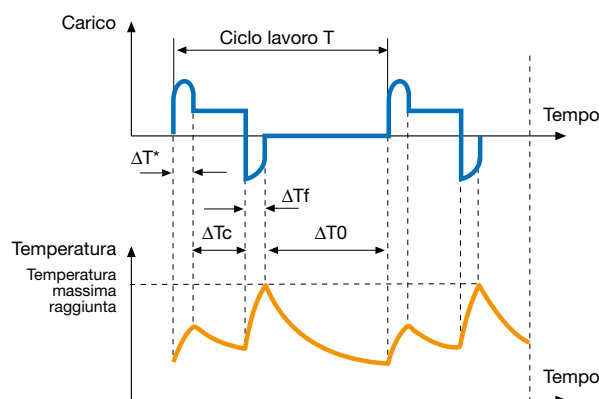 Carico
Ciclo lavoro T
Tempo
ΔT*
ΔTf
ΔTc
ΔT0
Temperatura
Temperatura
massima
raggiunta
Tempo